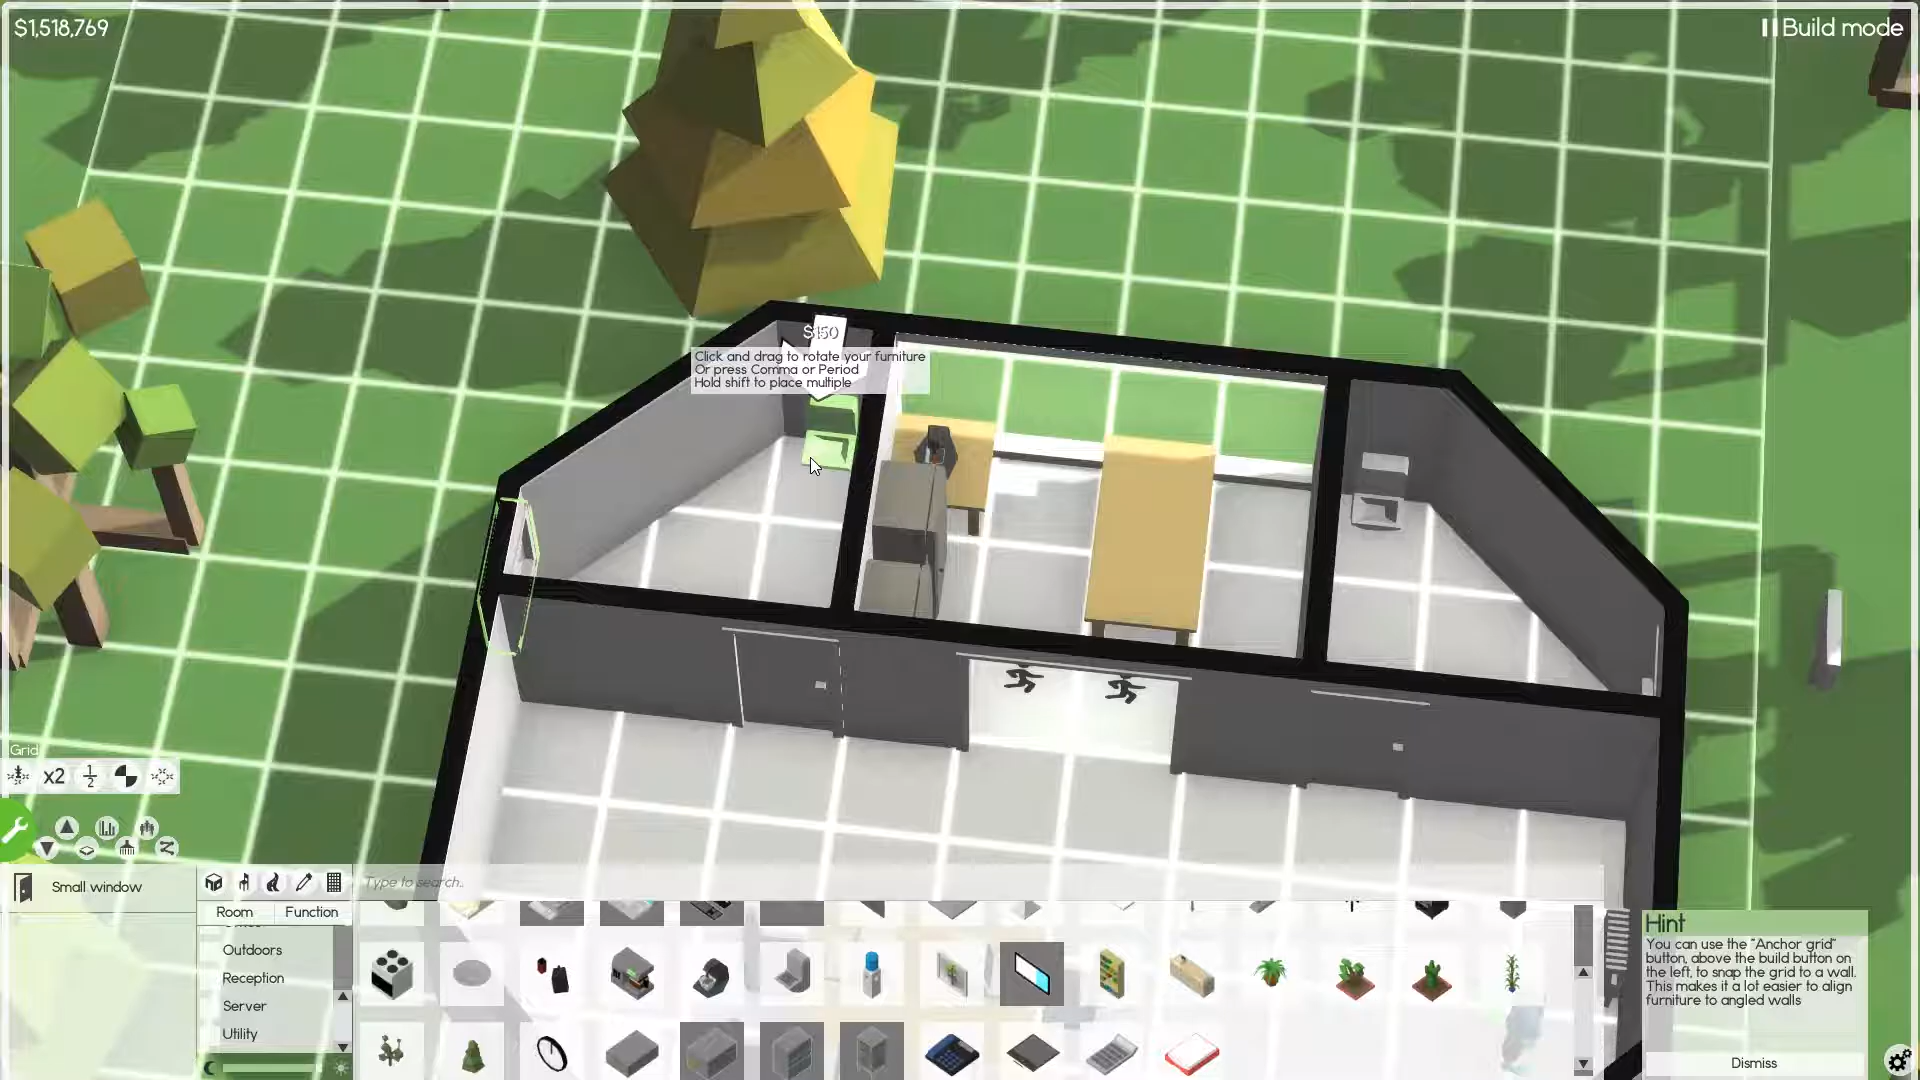 $1,518,769
Build mode
$150
Click and drag to rotate your furniture
Or press Comma or Period
Hold shift to place multiple
Grid
x2
1/2
Small window
Type to search..
Room
Function
Outdoors
Reception
Server
Utility
Hint
You can use the "Anchor grid"
button, above the build button on
the left, to snap the grid to a wall.
This makes it a lot easier to align
furniture to angled walls
Dismiss